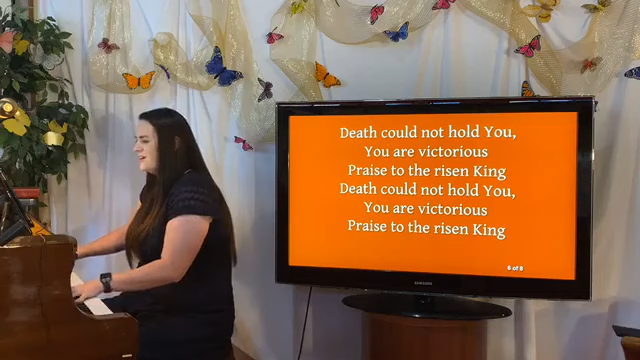 Death could not hold You,
You are victorious
Praise to the risen King
Death could not hold You,
You are victorious
Praise to the risen King
6 of 8
SAMSUNG